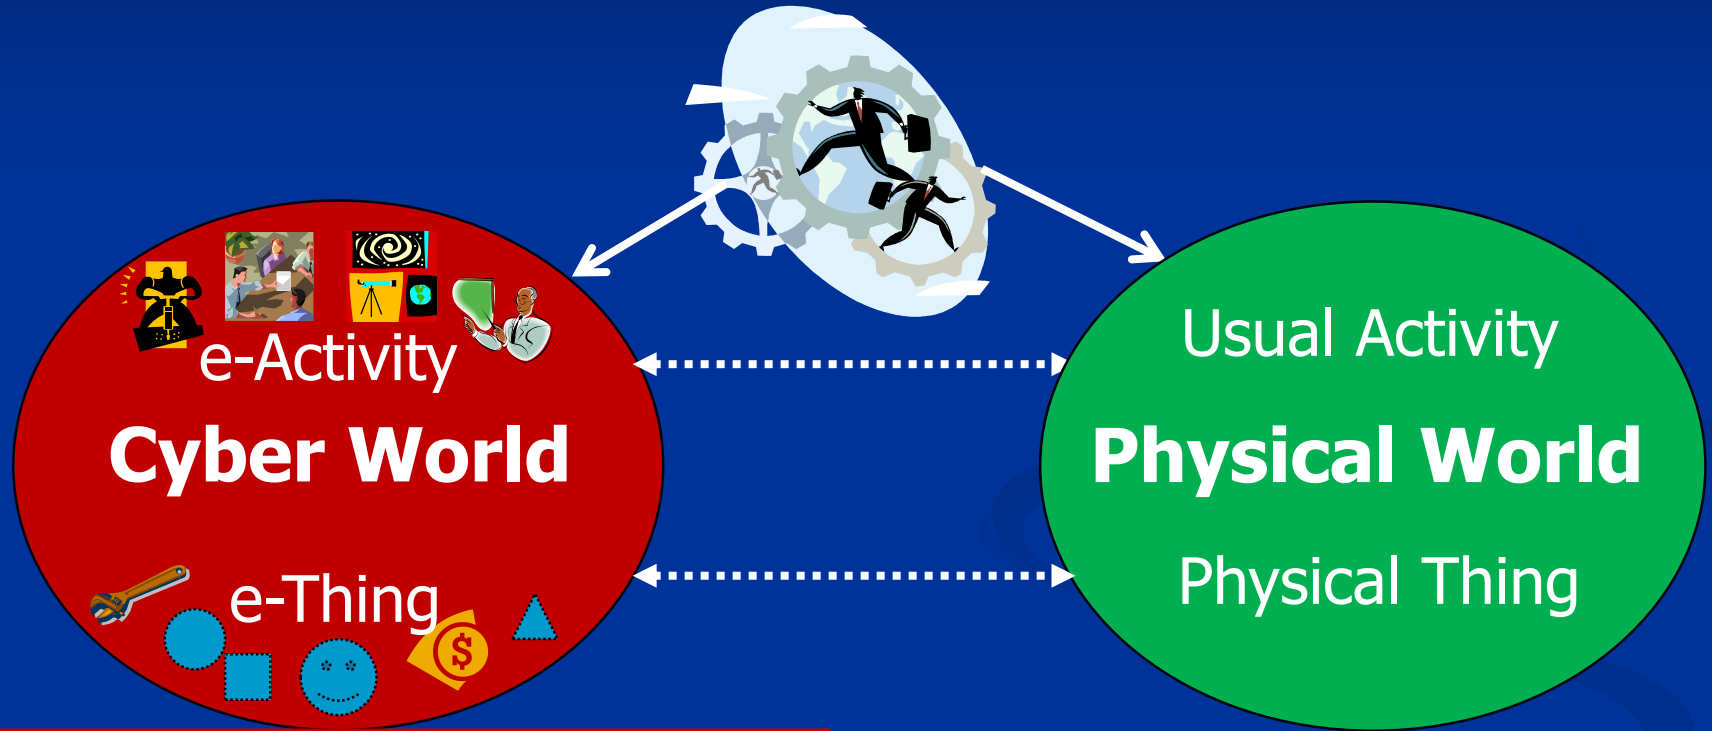 e-Activity
Cyber World
e-Thing
$
Usual Activity
Physical World
Physical Thing